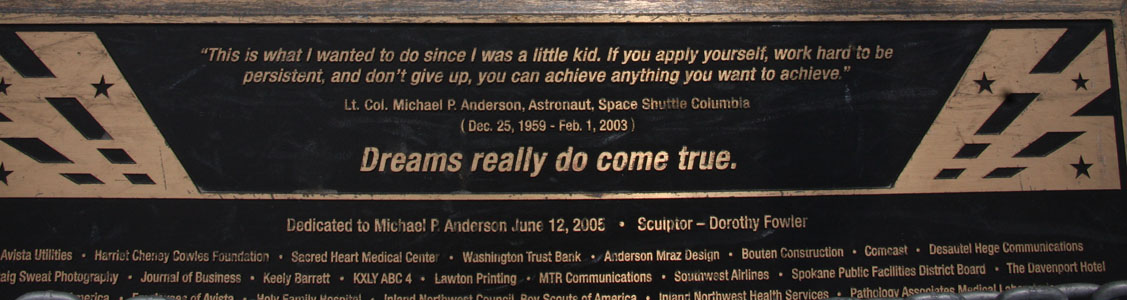 “This is what I wanted to do since I was a little kid. If you apply yourself, work hard to be
persistent, and don’t give up, you can achieve anything you want to achieve.”
Lt. Col. Michael P. Anderson, Astronaut, Space Shuttle Columbia
( Dec. 25, 1959 - Feb. 1, 2003 )
Dreams really do come true.
Dedicated to Michael P. Anderson June 12, 2005 • Sculptor – Dorothy Fowler
Avista Utilities • Harriet Cheney Cowles Foundation • Sacred Heart Medical Center • Washington Trust Bank • Anderson Mraz Design • Bouten Construction • Comcast • Desautel Hege Communications
aig Sweat Photography • Journal of Business • Keely Barratt • KXLY ABC 4 • Lawton Printing • MTR Communications • Southwest Airlines • Spokane Public Facilities District Board • The Davenport Hotel
merica • Employees of Avista • Holy Family Hospital • Inland Northwest Council, Boy Scouts of America • Inland Northwest Health Services • Pathology Associates Medical